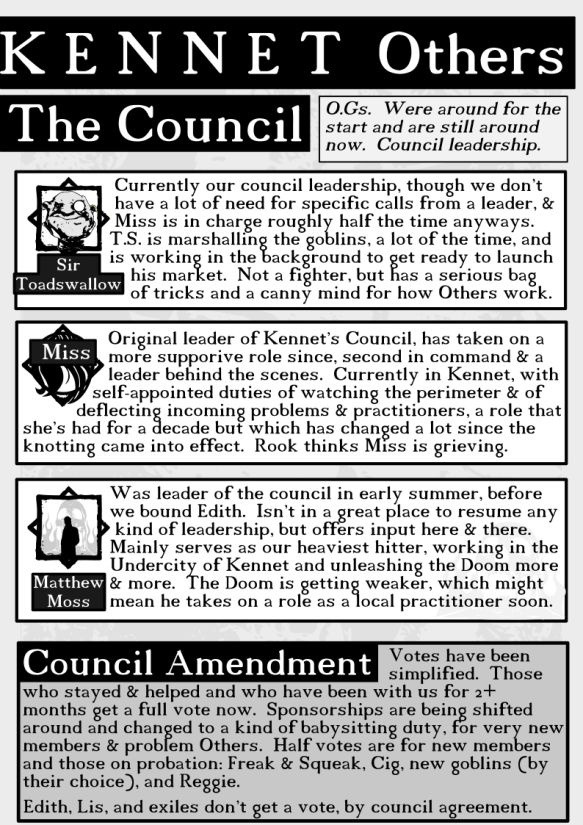 KENNET Others
The Council
O.Gs. Were around for the
start and are still around
now. Council leadership.
Currently our council leadership, though we don't
have a lot of need for specific calls from a leader, &
Miss is in charge roughly half the time anyways.
T.S. is marshalling the goblins, a lot of the time, and
is working in the background to get ready to launch
his market. Not a fighter, but has a serious bag
of tricks and a canny mind for how Others work.
Sir
Toadswallow
Miss
Original leader of Kennet's Council, has taken on a
more supporive role since, second in command & a
leader behind the scenes. Currently in Kennet, with
self-appointed duties of watching the perimeter & of
deflecting incoming problems & practitioners, a role that
she's had for a decade but which has changed a lot since the
knotting came into effect. Rook thinks Miss is grieving.
Was leader of the council in early summer, before
we bound Edith. Isn't in a great place to resume any
kind of leadership, but offers input here & there.
Mainly serves as our heaviest hitter, working in the
Undercity of Kennet and unleashing the Doom more
& more. The Doom is getting weaker, which might
mean he takes on a role as a local practitioner soon.
Matthew
Moss
Council Amendment
Votes have been
simplified. Those
who stayed & helped and who have been with us for 2+
months get a full vote now. Sponsorships are being shifted
around and changed to a kind of babysitting duty, for very new
members & problem Others. Half votes are for new members
and those on probation: Freak & Squeak, Cig, new goblins (by
their choice), and Reggie.
Edith, Lis, and exiles don't get a vote, by council agreement.